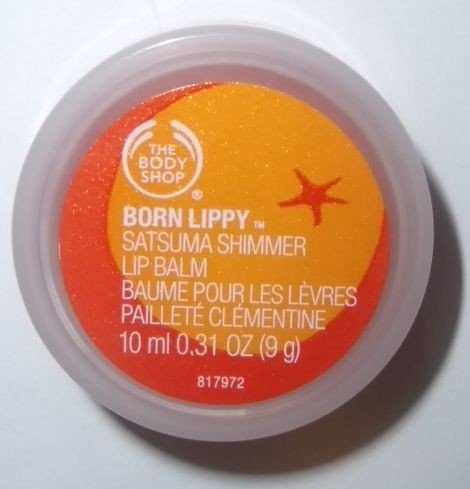 THE
BODY
SHOP
®
BORN LIPPY™
SATSUMA SHIMMER
LIP BALM
BAUME POUR LES LÈVRES
PAILLETÉ CLÉMENTINE
10 ml 0,31 OZ (9 g)
817972